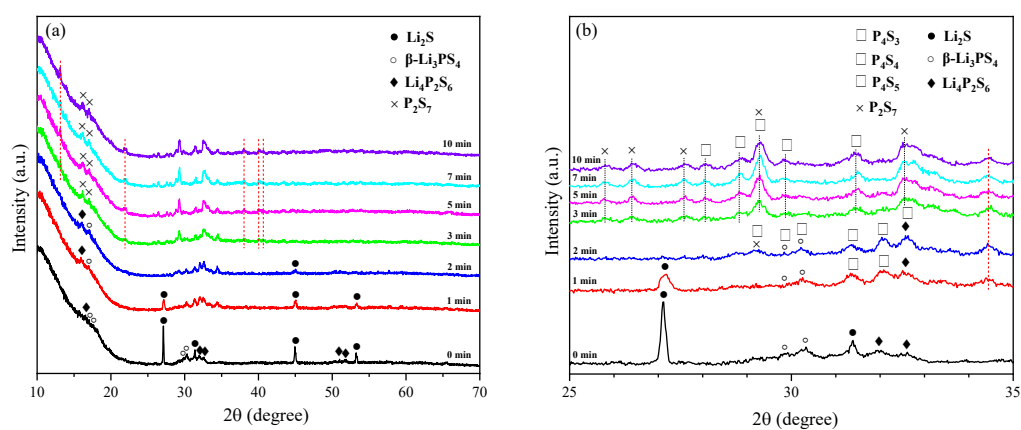 (a)
Li₂S
β-Li₃PS₄
Li₄P₂S₆
P₂S₇
10 min
7 min
5 min
3 min
2 min
1 min
0 min
Intensity (a.u.)
10 20 30 40 50 60 70
2θ (degree)
(b)
P₄S₃ Li₂S
P₄S₄ β-Li₃PS₄
P₄S₅ Li₄P₂S₆
P₂S₇
10 min
7 min
5 min
3 min
2 min
1 min
0 min
Intensity (a.u.)
25 30 35
2θ (degree)